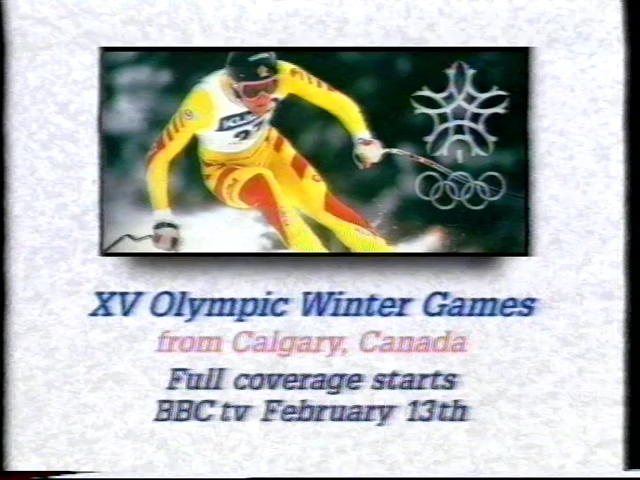 XV Olympic Winter Games
from Calgary, Canada
Full coverage starts
BBC tv February 13th